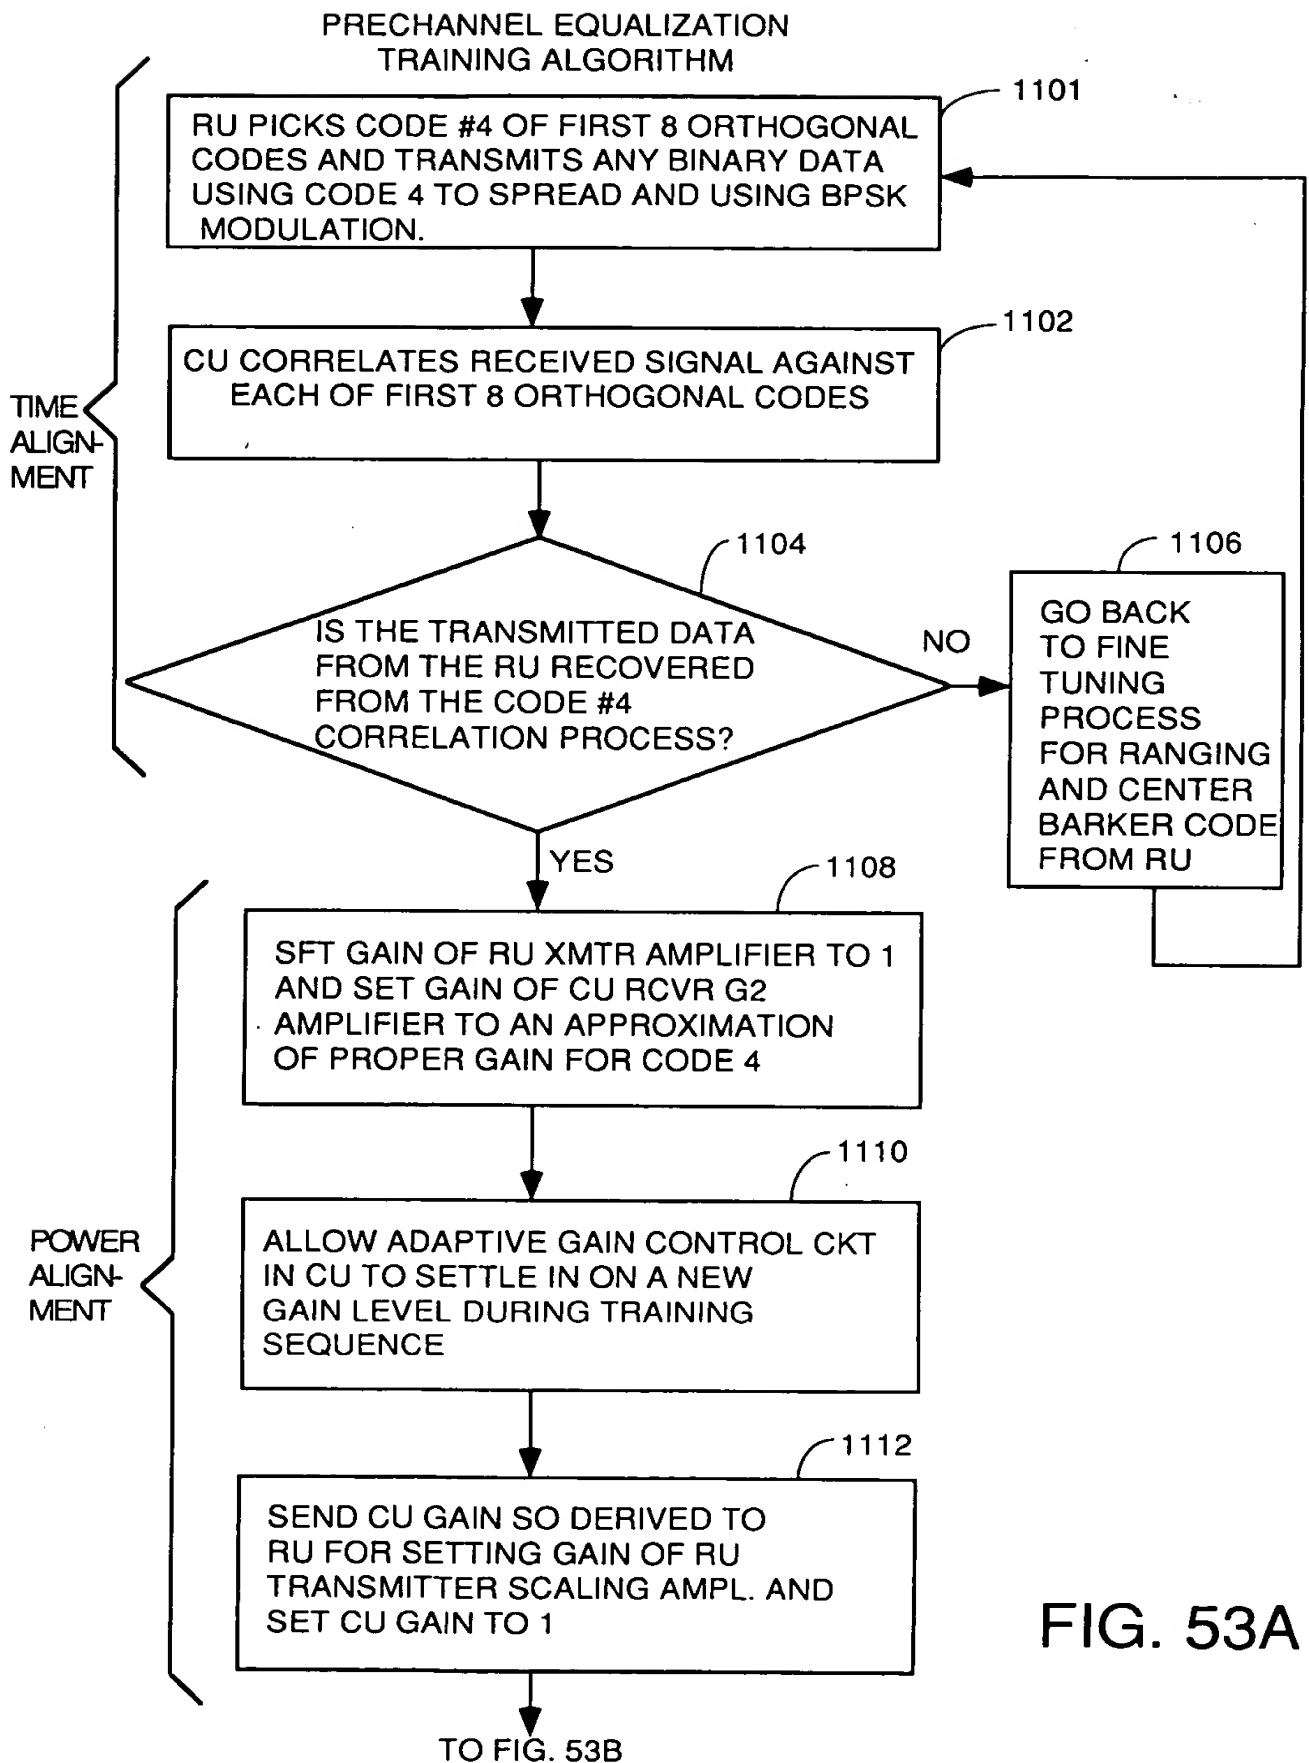 PRECHANNEL EQUALIZATION
TRAINING ALGORITHM
1101
RU PICKS CODE #4 OF FIRST 8 ORTHOGONAL
CODES AND TRANSMITS ANY BINARY DATA
USING CODE 4 TO SPREAD AND USING BPSK
MODULATION.
1102
CU CORRELATES RECEIVED SIGNAL AGAINST
EACH OF FIRST 8 ORTHOGONAL CODES
TIME
ALIGN-
MENT
1104
IS THE TRANSMITTED DATA
FROM THE RU RECOVERED
FROM THE CODE #4
CORRELATION PROCESS?
NO
1106
GO BACK
TO FINE
TUNING
PROCESS
FOR RANGING
AND CENTER
BARKER CODE
FROM RU
YES
1108
SFT GAIN OF RU XMTR AMPLIFIER TO 1
AND SET GAIN OF CU RCVR G2
AMPLIFIER TO AN APPROXIMATION
OF PROPER GAIN FOR CODE 4
1110
POWER
ALIGN-
MENT
ALLOW ADAPTIVE GAIN CONTROL CKT
IN CU TO SETTLE IN ON A NEW
GAIN LEVEL DURING TRAINING
SEQUENCE
1112
SEND CU GAIN SO DERIVED TO
RU FOR SETTING GAIN OF RU
TRANSMITTER SCALING AMPL. AND
SET CU GAIN TO 1
FIG. 53A
TO FIG. 53B